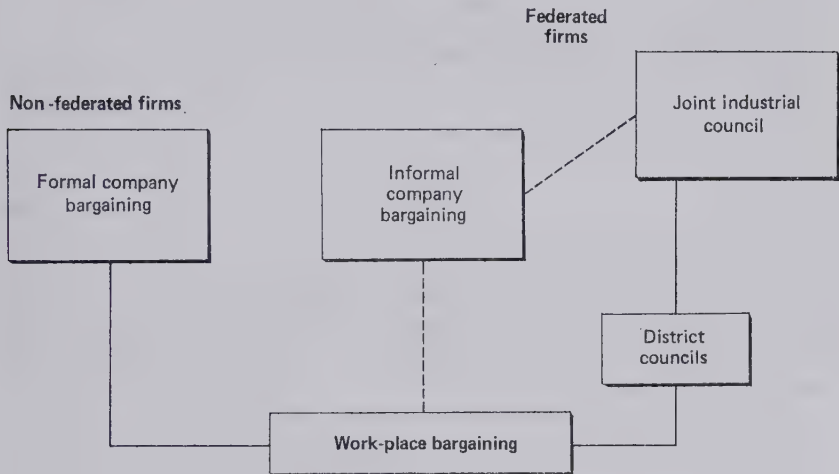 Federated
firms
Non-federated firms
Joint industrial
council
Formal company
bargaining
Informal
company
bargaining
District
councils
Work-place bargaining